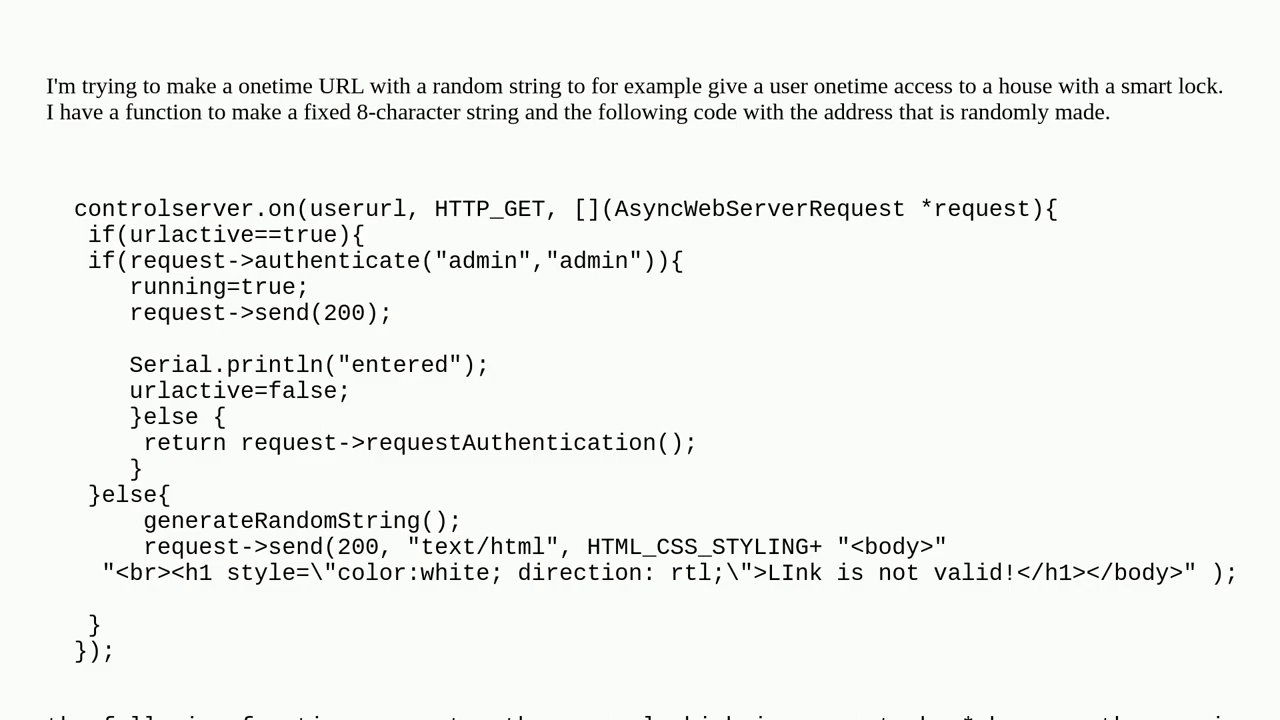 I'm trying to make a onetime URL with a random string to for example give a user onetime access to a house with a smart lock.
I have a function to make a fixed 8-character string and the following code with the address that is randomly made.
controlserver.on(userurl, HTTP_GET, [](AsyncWebServerRequest *request){
if(urlactive==true){
if(request->authenticate("admin","admin")){
running=true;
request->send(200);
Serial.println("entered");
urlactive=false;
}else {
return request->requestAuthentication();
}
}else{
generateRandomString();
request->send(200, "text/html", HTML_CSS_STYLING+ "<body>"
"<br><h1 style=\"color:white; direction: rtl;\">LInk is not valid!</h1></body>" );
}
});